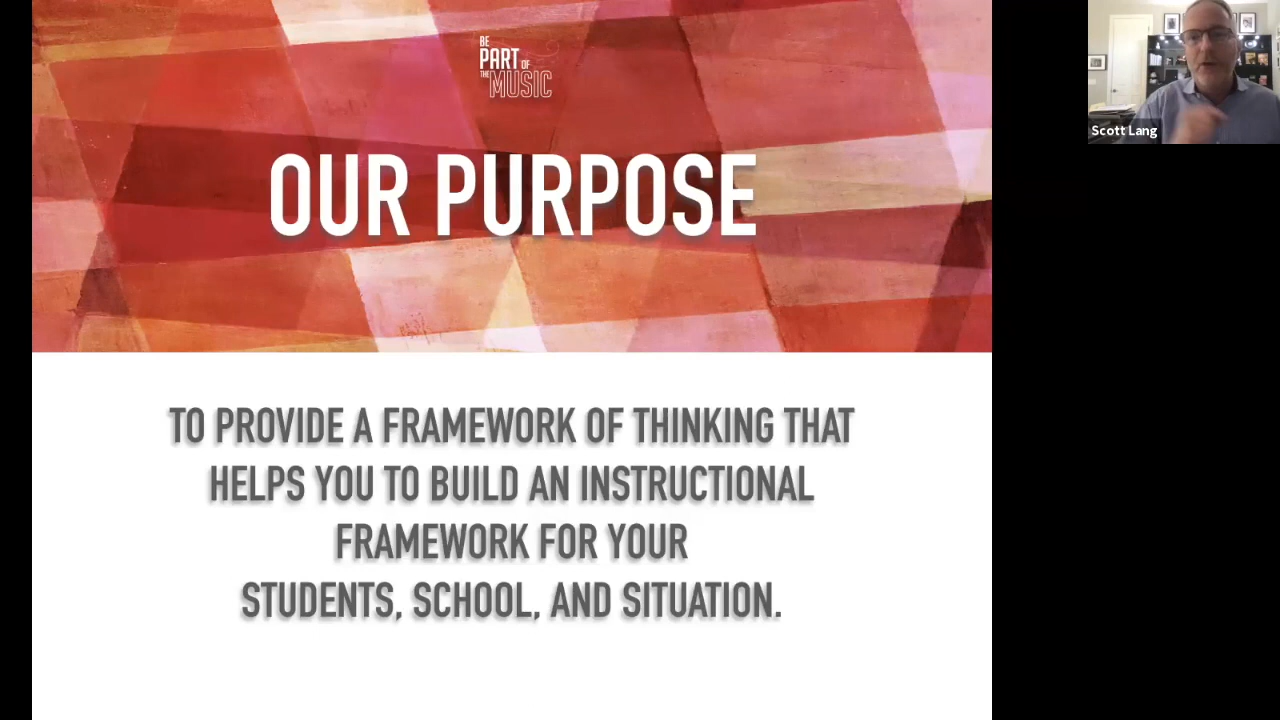 BE
PART OF
THE MUSIC
OUR PURPOSE
TO PROVIDE A FRAMEWORK OF THINKING THAT
HELPS YOU TO BUILD AN INSTRUCTIONAL
FRAMEWORK FOR YOUR
STUDENTS, SCHOOL, AND SITUATION.
Scott Lang